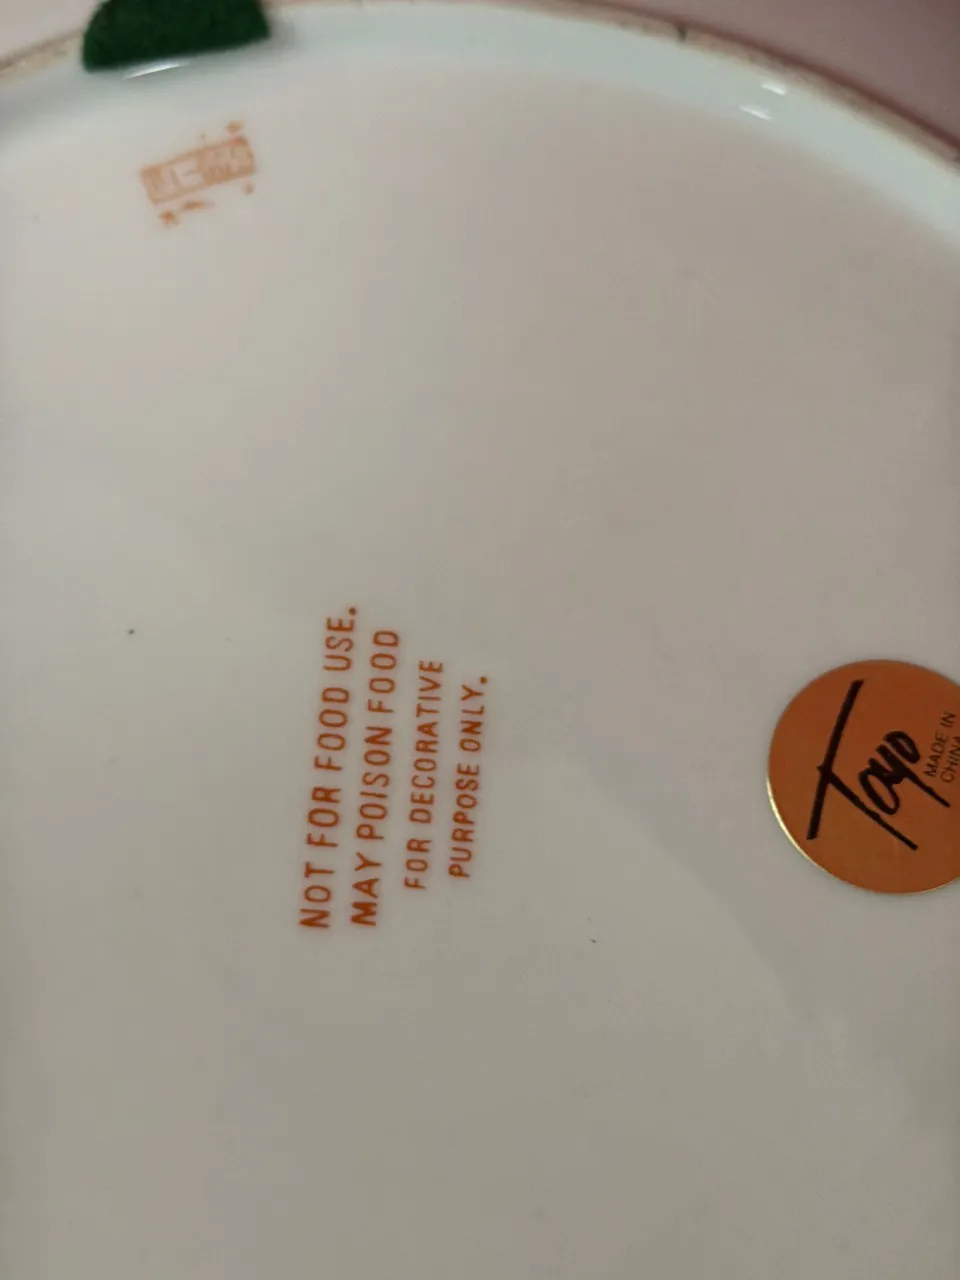 NOT FOR FOOD USE.
MAY POISON FOOD
FOR DECORATIVE
PURPOSE ONLY.
Toyo
MADE IN
CHINA